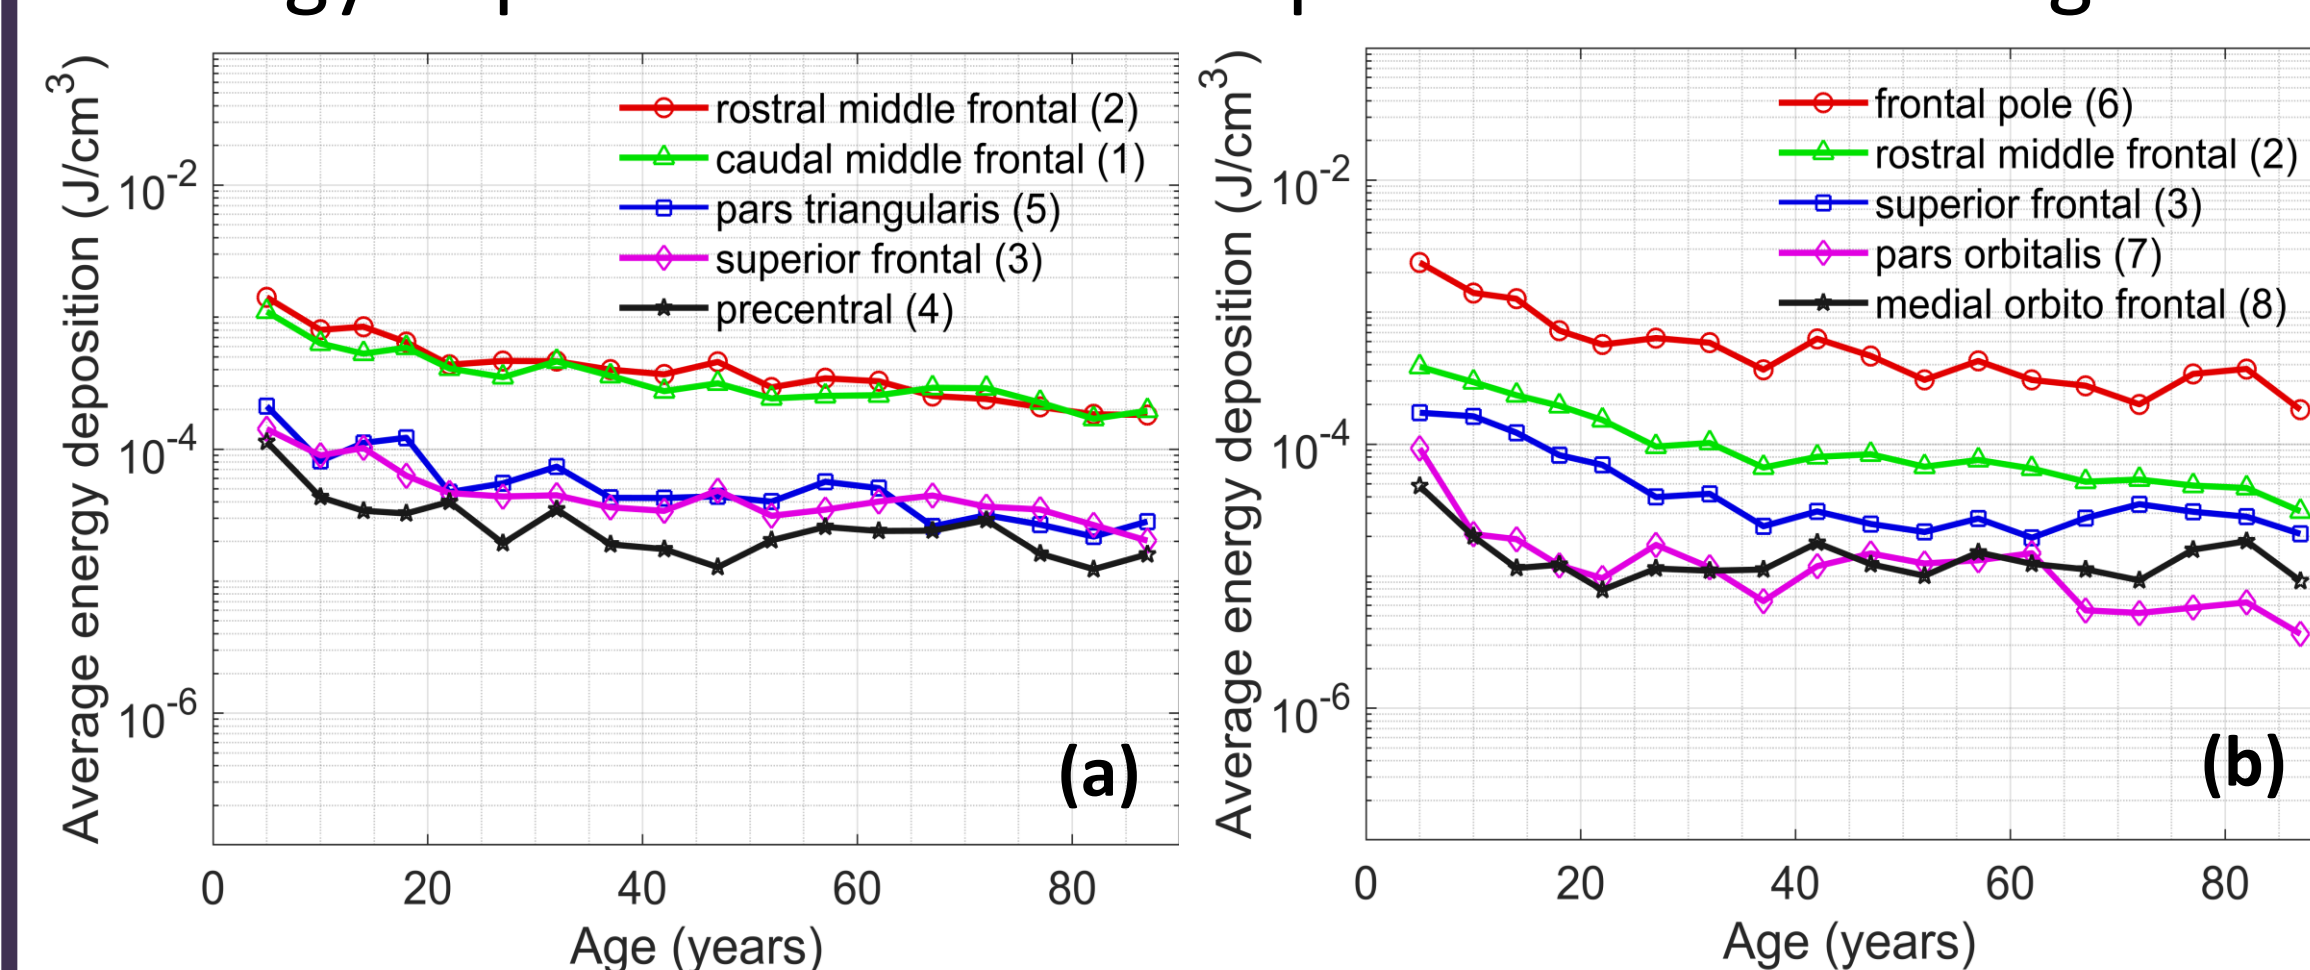 Average energy deposition (J/cm³)
10⁻²
10⁻⁴
10⁻⁶
rostral middle frontal (2)
caudal middle frontal (1)
pars triangularis (5)
superior frontal (3)
precentral (4)
(a)
0 20 40 60 80
Age (years)
Average energy deposition (J/cm³)
10⁻²
10⁻⁴
10⁻⁶
frontal pole (6)
rostral middle frontal (2)
superior frontal (3)
pars orbitalis (7)
medial orbito frontal (8)
(b)
0 20 40 60 80
Age (years)